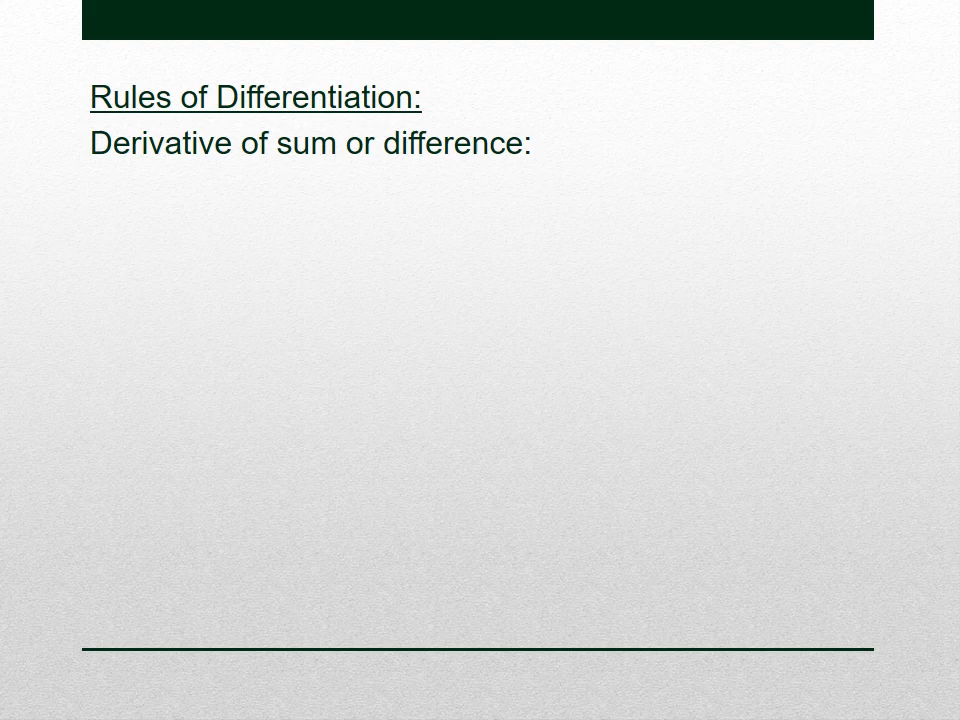 Rules of Differentiation:
Derivative of sum or difference: